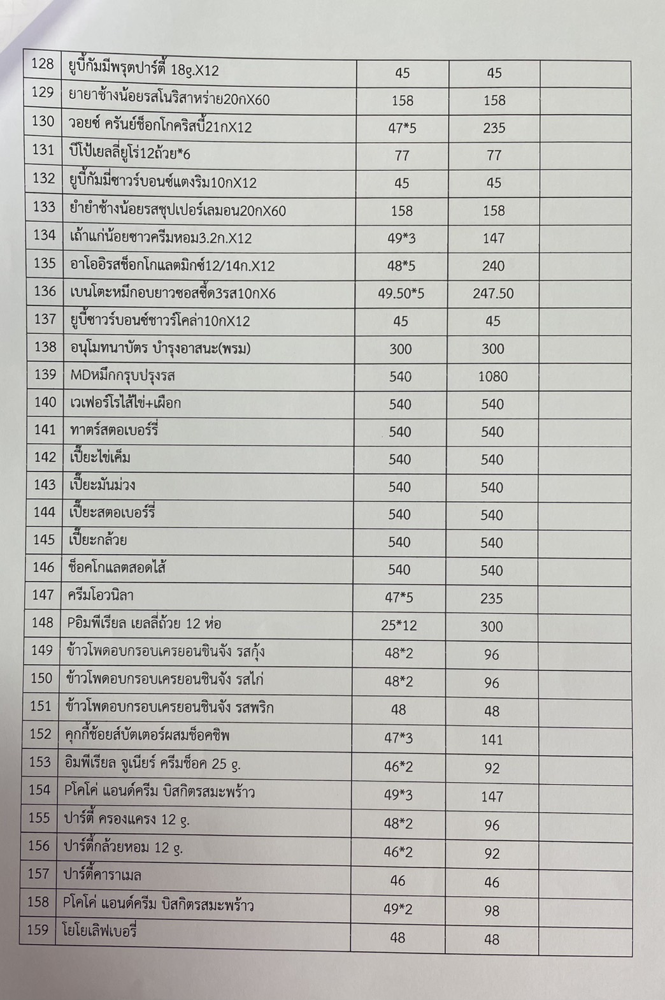 128 ยูบี้กัมมีพรุตปาร์ตี้ 18g.X12 45 45
129 ยายาช้างน้อยรสโนริสาหร่าย20กX60 158 158
130 วอยซ์ ครันย์ช็อกโกคริสบี้21กX12 47*5 235
131 บีโป้เยลลี่ยูโร่12ถ้วย*6 77 77
132 ยูบี้กัมมี่ซาวร์บอนซ์แตงริม10กX12 45 45
133 ยำยำช้างน้อยรสซุปเปอร์เลมอน20กX60 158 158
134 เถ้าแก่น้อยซาวครีมหอม3.2ก.X12 49*3 147
135 อาโออิรสช็อกโกแลตมิกซ์12/14ก.X12 48*5 240
136 เบนโตะหมึกอบยาวซอสซี้ด3รส10กX6 49.50*5 247.50
137 ยูบี้ซาวร์บอนซ์ชาวร์โคล่า10กX12 45 45
138 อนุโมทนาบัตร บำรุงอาสนะ(พรม) 300 300
139 MDหมึกกรุบปรุงรส 540 1080
140 เวเฟอร์โรไส้ไข่+เผือก 540 540
141 ทาตร์สตอเบอร์รี่ 540 540
142 เปี๊ยะไข่เค็ม 540 540
143 เปี๊ยะมันม่วง 540 540
144 เปี๊ยะสตอเบอร์รี่ 540 540
145 เปี๊ยะกล้วย 540 540
146 ช็อคโกแลตสอดไส้ 540 540
147 ครีมโอวนิลา 47*5 235
148 Pอิมพีเรียล เยลลี่ถ้วย 12 ห่อ 25*12 300
149 ข้าวโพดอบกรอบเครยอนชินจัง รสกุ้ง 48*2 96
150 ข้าวโพดอบกรอบเครยอนชินจัง รสไก่ 48*2 96
151 ข้าวโพดอบกรอบเครยอนชินจัง รสพริก 48 48
152 คุกกี้ช้อยส์บัตเตอร์ผสมช็อคชิพ 47*3 141
153 อิมพีเรียล จูเนียร์ ครีมช็อค 25 g. 46*2 92
154 Pโคโค่ แอนด์ครีม บิสกิตรสมะพร้าว 49*3 147
155 ปาร์ตี้ ครองแครง 12 g. 48*2 96
156 ปาร์ตี้กล้วยหอม 12 g. 46*2 92
157 ปาร์ตี้คาราเมล 46 46
158 Pโคโค่ แอนด์ครีม บิสกิตรสมะพร้าว 49*2 98
159 โยโยเลิฟเบอรี่ 48 48